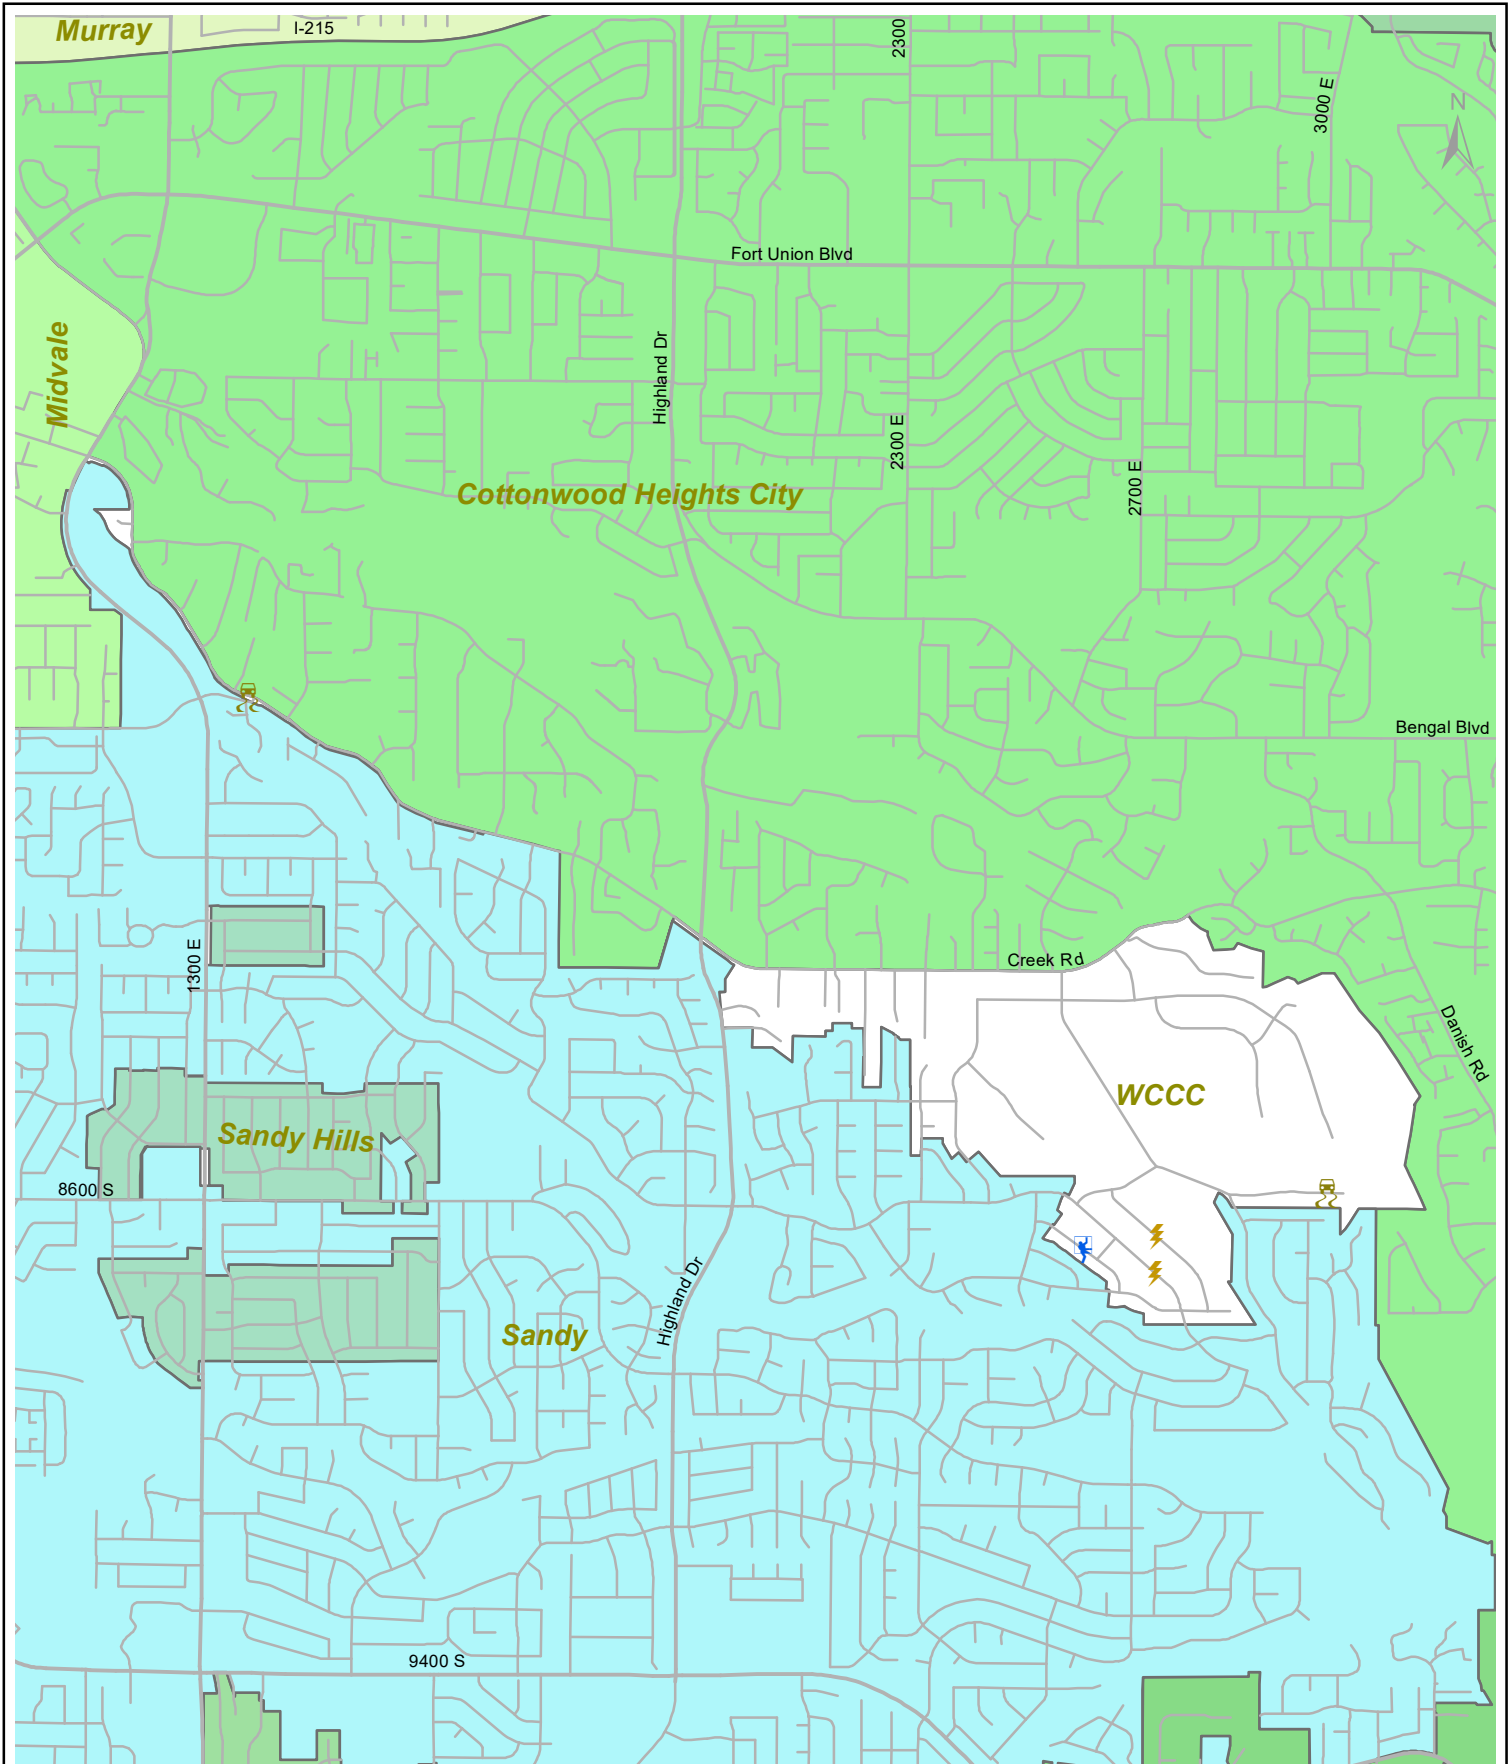 Murray
I-215
2300
3000 E
N
Fort Union Blvd
Midvale
Highland Dr
2300 E
2700 E
Cottonwood Heights City
Bengal Blvd
1300 E
Creek Rd
Danish Rd
WCCC
Sandy Hills
8600 S
Highland Dr
Sandy
9400 S